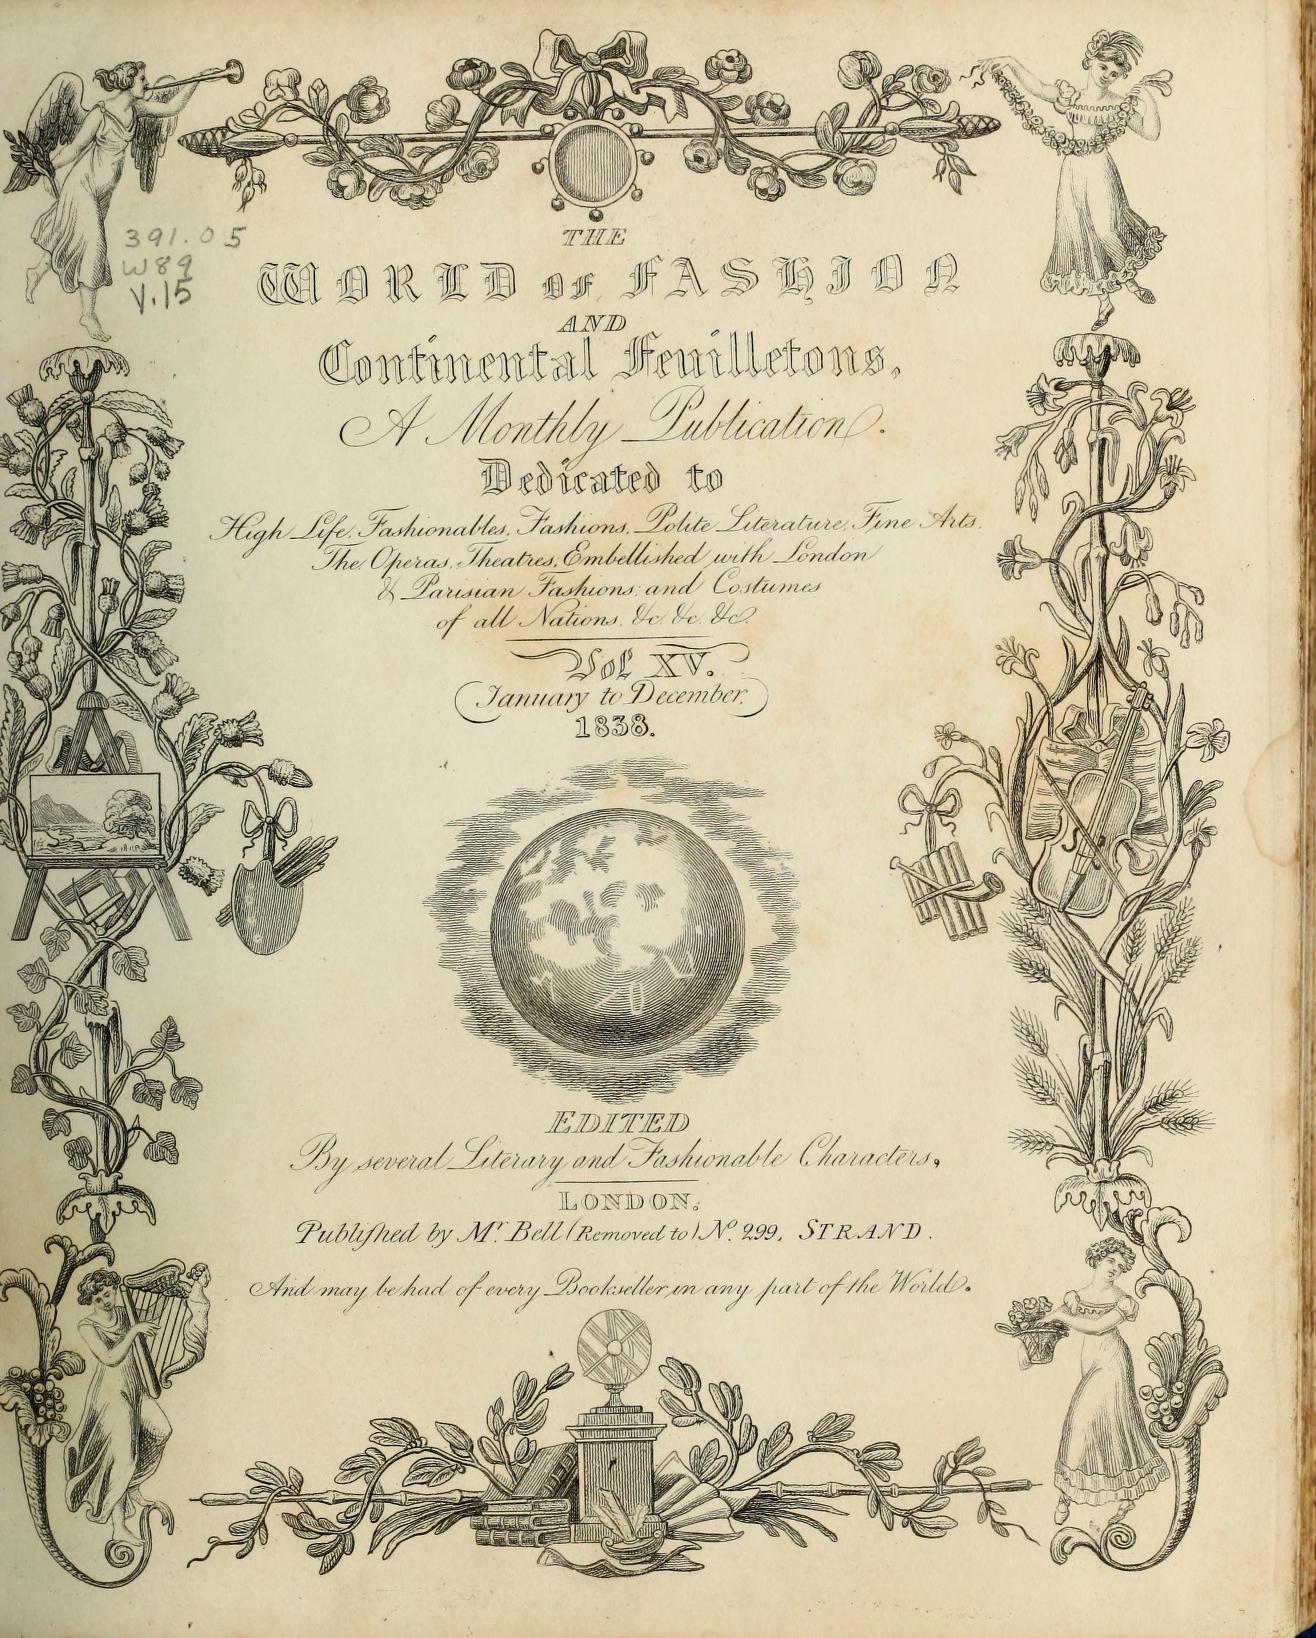 391.05
W89
V.15
THE
WORLD OF FASHION
AND
Continental Feuilletons,
A Monthly Publication.
Dedicated to
High Life, Fashionables, Fashions, Polite Literature, Fine Arts,
The Operas, Theatres, Embellished with London
& Parisian Fashions; and Costumes
of all Nations, &c. &c. &c.
Vol. XV.
January to December,
1838.
EDITED
By several Literary and Fashionable Characters,
LONDON:
Published by Mr. Bell (Removed to) No. 299, STRAND.
And may be had of every Bookseller, in any part of the World.